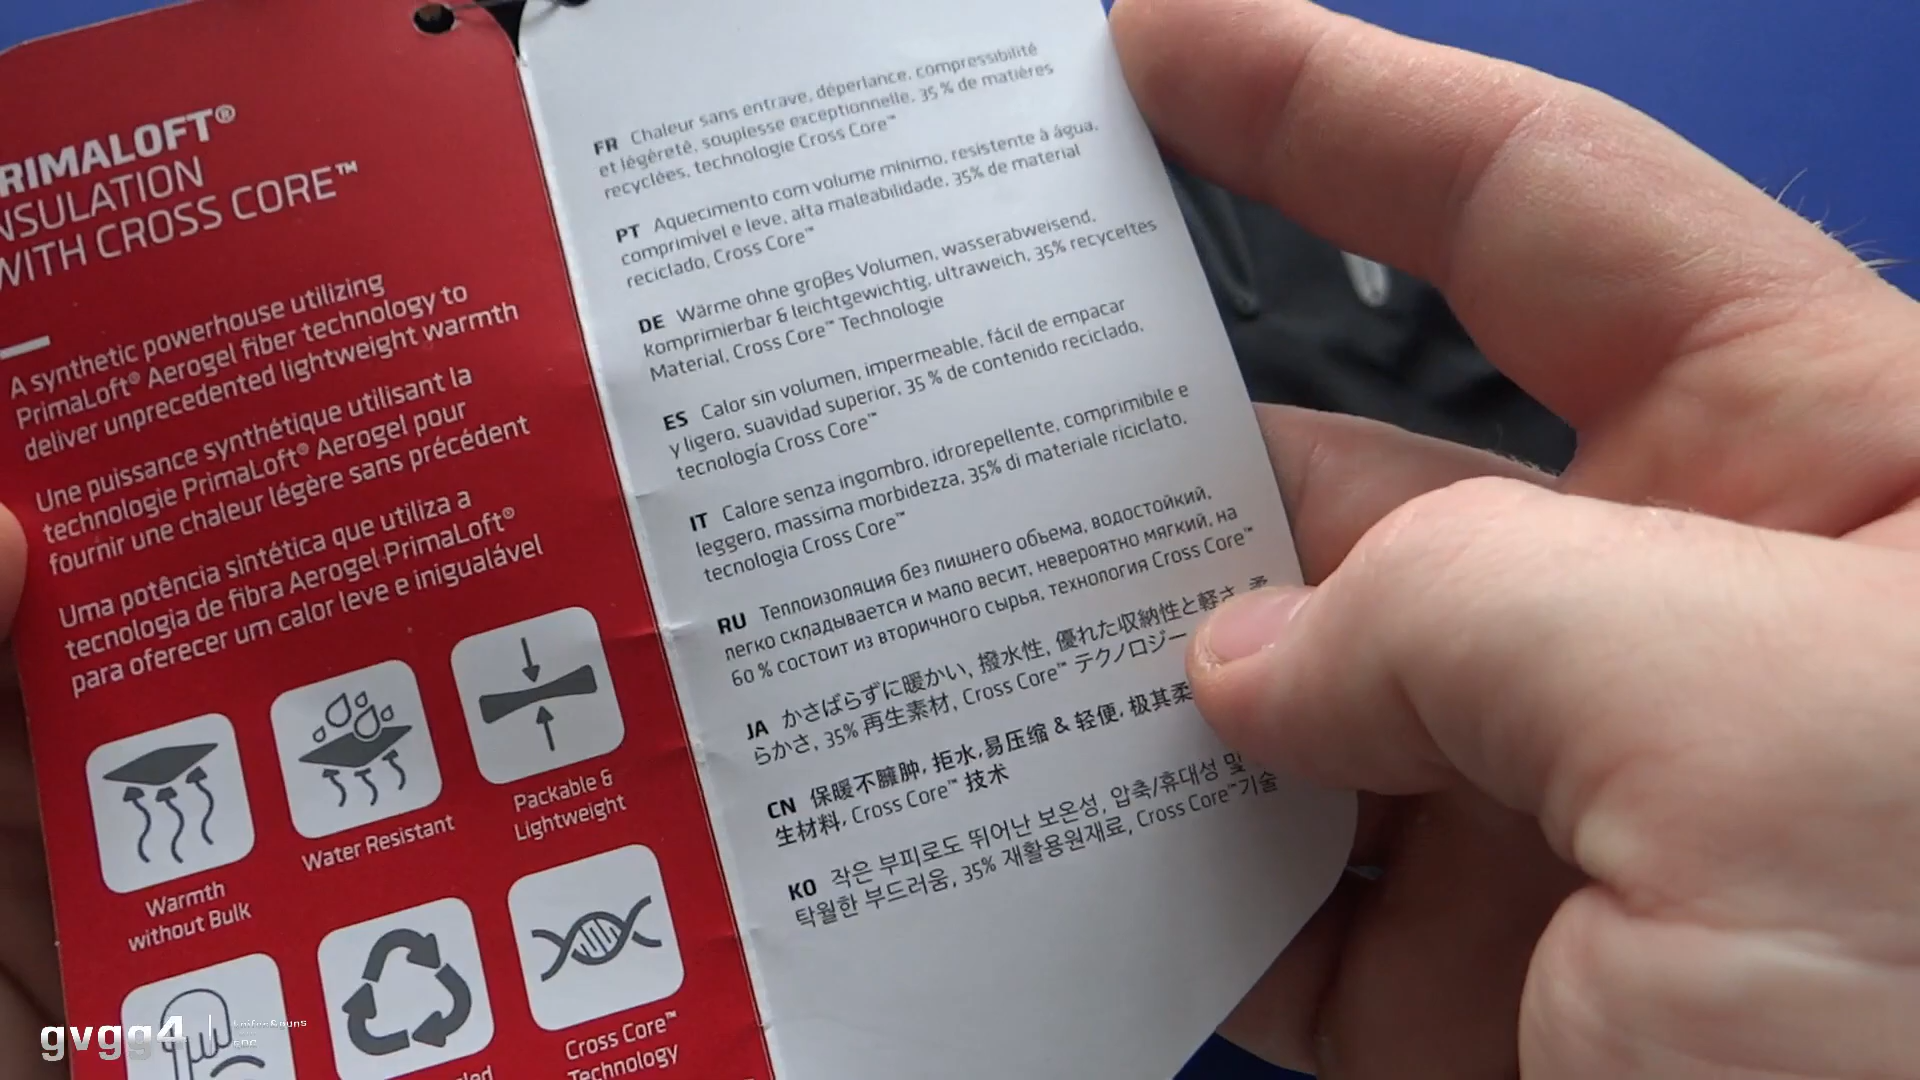 RIMALOFT®
NSULATION
WITH CROSS CORE™
A synthetic powerhouse utilizing
PrimaLoft® Aerogel fiber technology to
deliver unprecedented lightweight warmth
Une puissance synthétique utilisant la
technologie PrimaLoft® Aerogel pour
fournir une chaleur légère sans précédent
Uma potência sintética que utiliza a
tecnologia de fibra Aerogel PrimaLoft®
para oferecer um calor leve e inigualável
Warmth
without Bulk
Water Resistant
Packable &
Lightweight
Cross Core™
Technology
FR Chaleur sans entrave, déperlance, compressibilité
et légèreté, souplesse exceptionnelle, 35 % de matières
recyclées, technologie Cross Core™
PT Aquecimento com volume mínimo, resistente à água,
comprimível e leve, alta maleabilidade, 35% de material
reciclado, Cross Core™
DE Wärme ohne großes Volumen, wasserabweisend,
komprimierbar & leichtgewichtig, ultraweich, 35% recyceltes
Material, Cross Core™ Technologie
ES Calor sin volumen, impermeable, fácil de empacar
y ligero, suavidad superior, 35 % de contenido reciclado,
tecnología Cross Core™
IT Calore senza ingombro, idrorepellente, comprimibile e
leggero, massima morbidezza, 35% di materiale riciclato,
tecnologia Cross Core™
RU Теплоизоляция без лишнего объема, водостойкий,
легко складывается и мало весит, невероятно мягкий, на
60 % состоит из вторичного сырья, технология Cross Core™
JA かさばらずに暖かい, 撥水性, 優れた収納性と軽さ, 柔
らかさ, 35% 再生素材, Cross Core™ テクノロジー
CN 保暖不臃肿, 拒水, 易压缩 & 轻便, 极其柔
生材料, Cross Core™ 技术
KO 작은 부피로도 뛰어난 보온성, 압축/휴대성 및
탁월한 부드러움, 35% 재활용원재료, Cross Core™ 기술
gvgg4